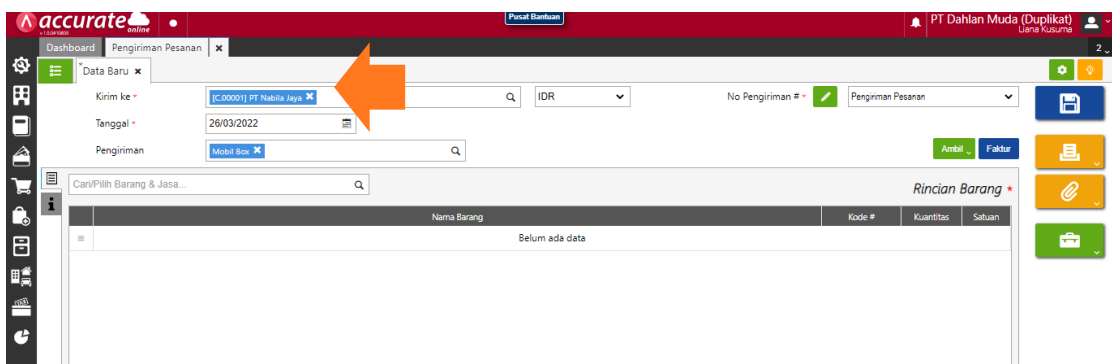 accurate
online
Pusat Bantuan
PT Dahlan Muda (Duplikat)
Liana Kusuma
Dashboard
Pengiriman Pesanan
2
*Data Baru
Kirim ke *
[C.00001] PT Nabila Jaya
IDR
No Pengiriman # *
Pengiriman Pesanan
Tanggal *
26/03/2022
Pengiriman
Mobil Box
Ambil
Faktur
Cari/Pilih Barang & Jasa...
Rincian Barang *
Nama Barang
Kode #
Kuantitas
Satuan
Belum ada data